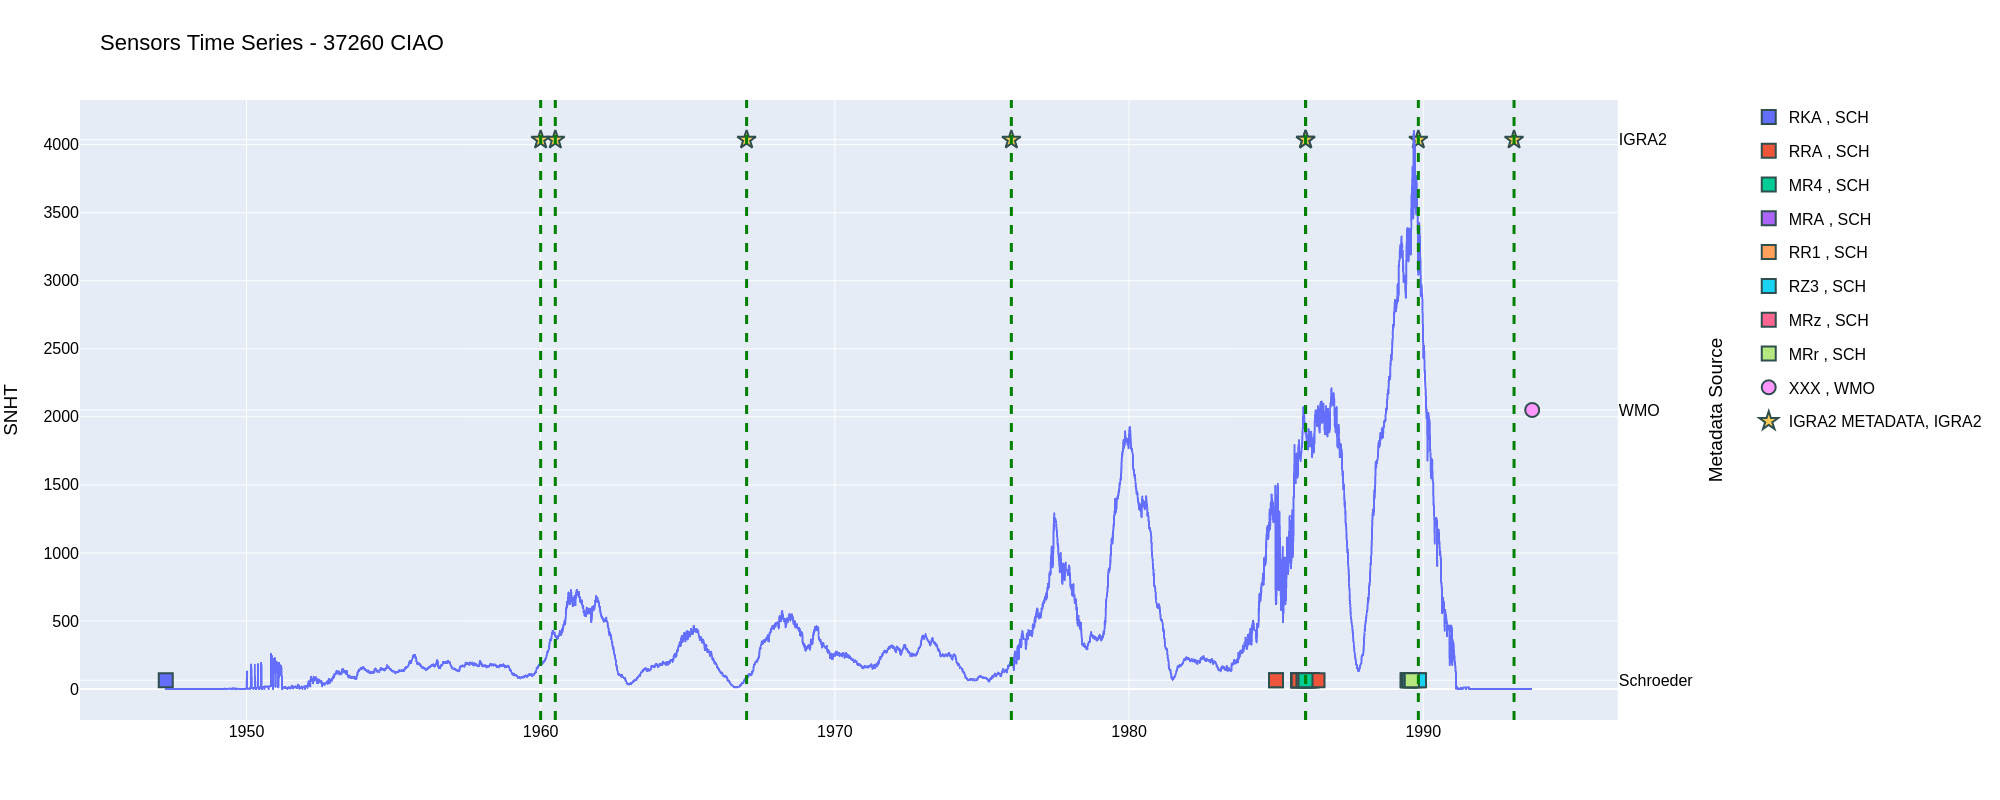 Sensors Time Series - 37260 CIAO
SNHT
4000
3500
3000
2500
2000
1500
1000
500
0
1950
1960
1970
1980
1990
IGRA2
WMO
Schroeder
Metadata Source
RKA , SCH
RRA , SCH
MR4 , SCH
MRA , SCH
RR1 , SCH
RZ3 , SCH
MRz , SCH
MRr , SCH
XXX , WMO
IGRA2 METADATA, IGRA2